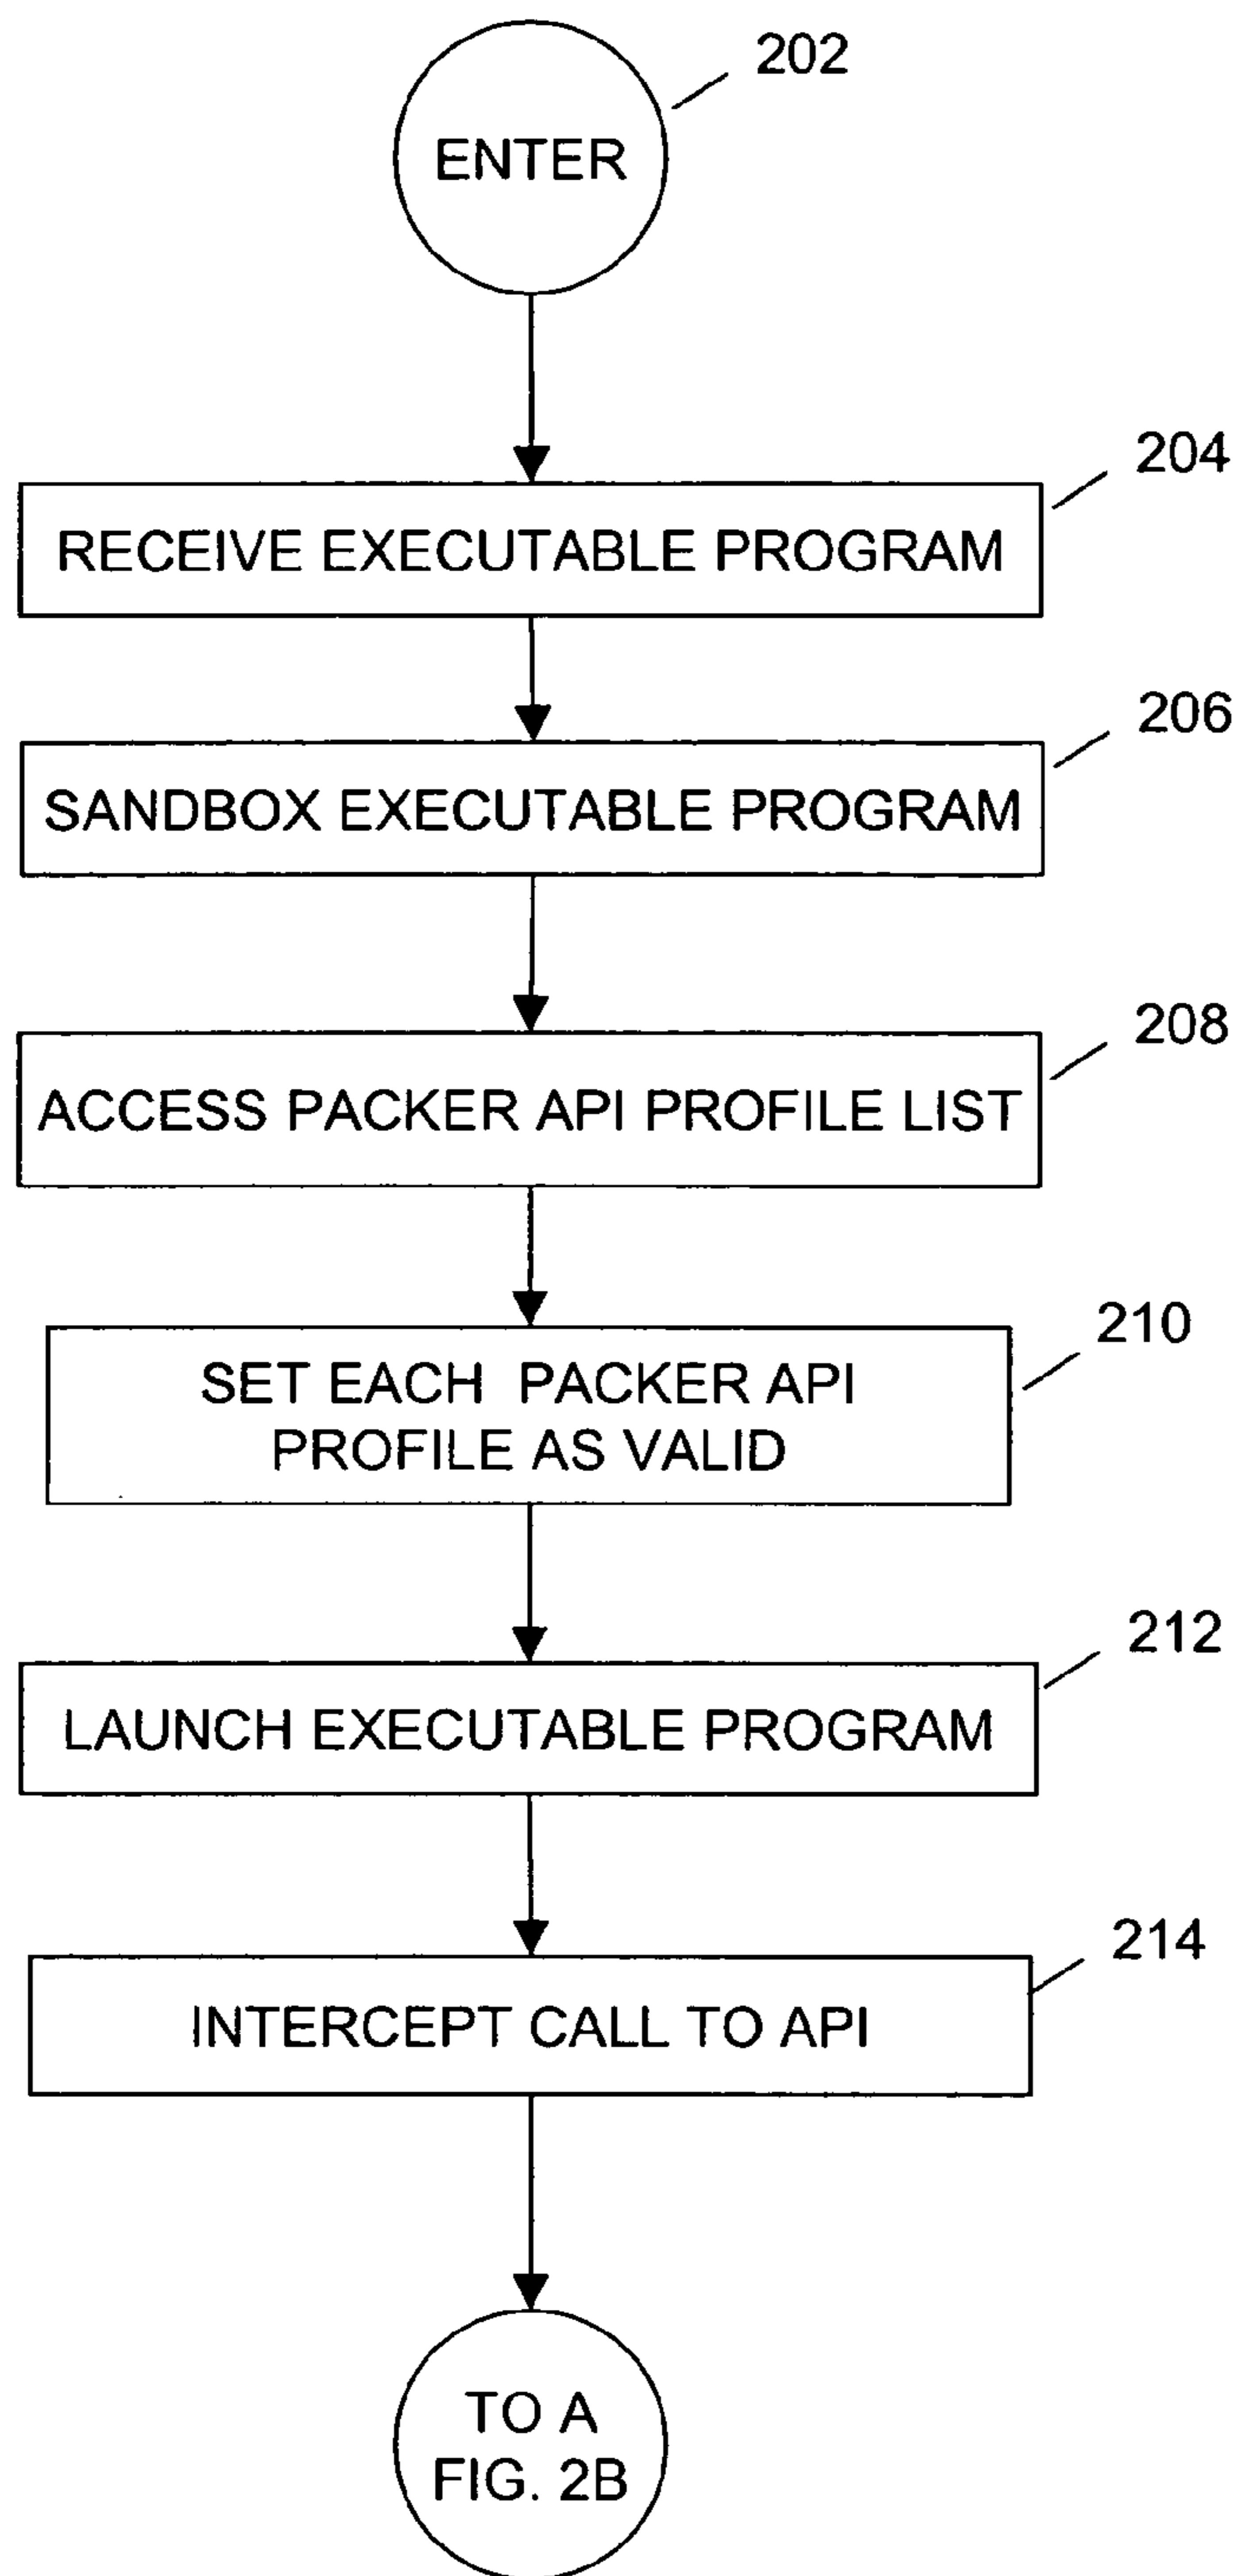 202
ENTER
204
RECEIVE EXECUTABLE PROGRAM
206
SANDBOX EXECUTABLE PROGRAM
208
ACCESS PACKER API PROFILE LIST
210
SET EACH PACKER API
PROFILE AS VALID
212
LAUNCH EXECUTABLE PROGRAM
214
INTERCEPT CALL TO API
TO A
FIG. 2B